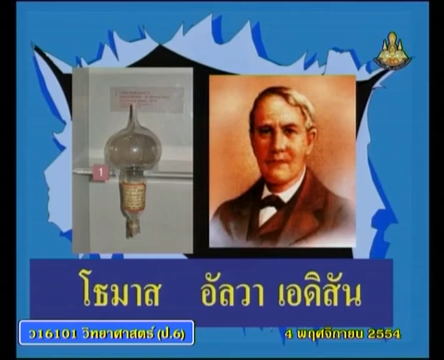 1
โธมาส อัลวา เอดิสัน
ว16101 วิทยาศาสตร์ (ป.6)
4 พฤศจิกายน 2554